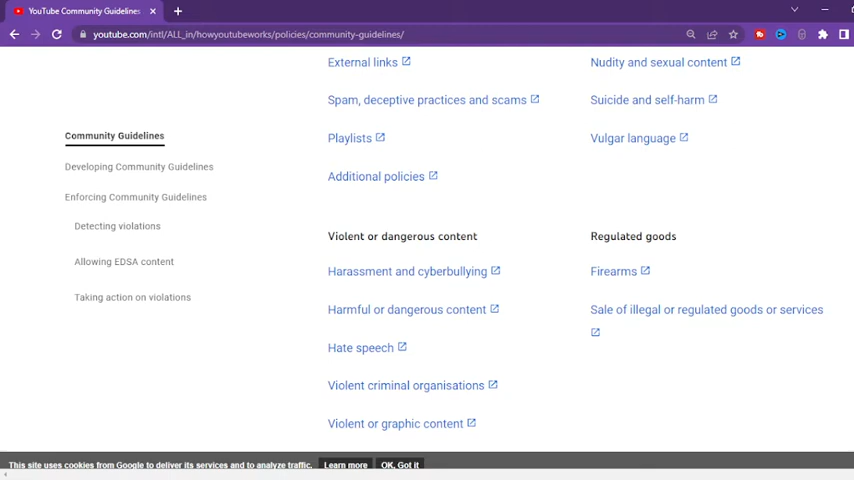 YouTube Community Guidelines
youtube.com/intl/ALL_in/howyoutubeworks/policies/community-guidelines/
External links
Nudity and sexual content
Spam, deceptive practices and scams
Suicide and self-harm
Community Guidelines
Playlists
Vulgar language
Developing Community Guidelines
Additional policies
Enforcing Community Guidelines
Detecting violations
Allowing EDSA content
Taking action on violations
Violent or dangerous content
Harassment and cyberbullying
Harmful or dangerous content
Hate speech
Violent criminal organisations
Violent or graphic content
Regulated goods
Firearms
Sale of illegal or regulated goods or services
This site uses cookies from Google to deliver its services and to analyze traffic. Learn more OK, Got it